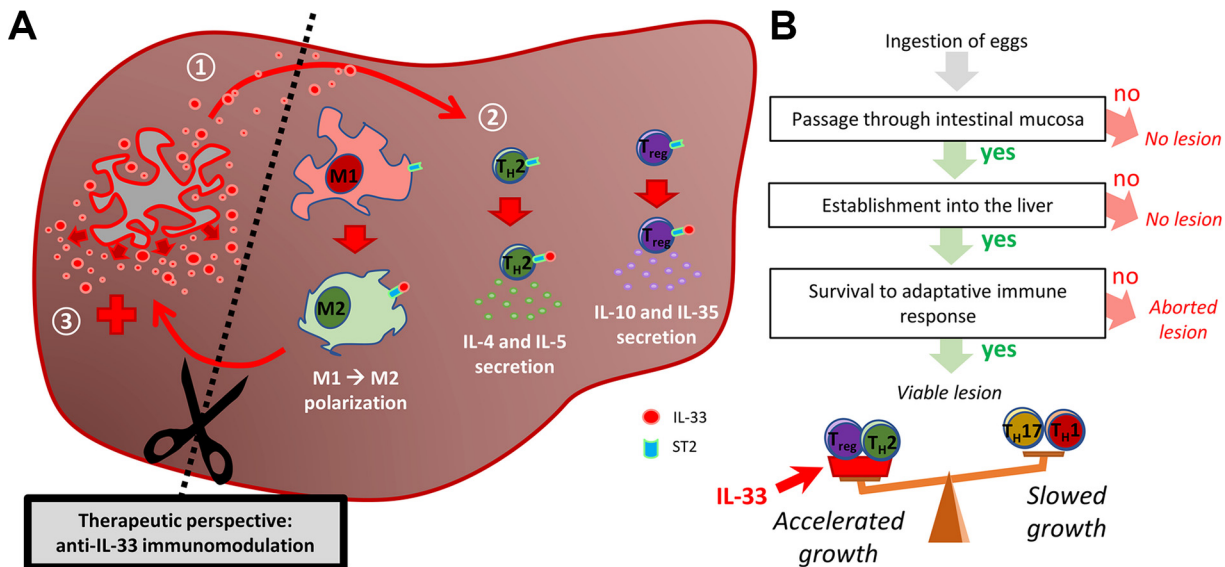 A
①
②
M1
M2
M1 → M2
polarization
TH2
TH2
IL-4 and IL-5
secretion
Treg
Treg
IL-10 and IL-35
secretion
③
IL-33
ST2
Therapeutic perspective:
anti-IL-33 immunomodulation
B
Ingestion of eggs
Passage through intestinal mucosa
no
No lesion
yes
Establishment into the liver
no
No lesion
yes
Survival to adaptative immune
response
no
Aborted
lesion
yes
Viable lesion
Treg
TH2
TH17
TH1
IL-33
Accelerated
growth
Slowed
growth